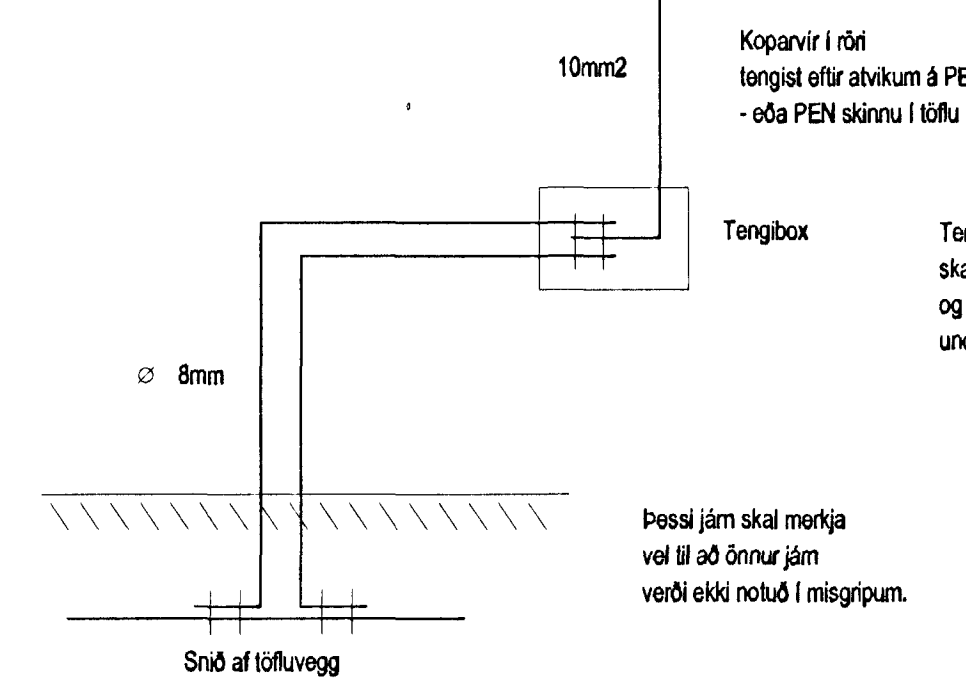 10mm2
Koparvír í röri
tengist eftir atvikum á PE
- eða PEN skinnu í töflu
Tengibox
og
Ø 8mm
Þessi járn skal merkja
vel til að önnur járn
verði ekki notuð í misgripum.
Snið af töfluvegg